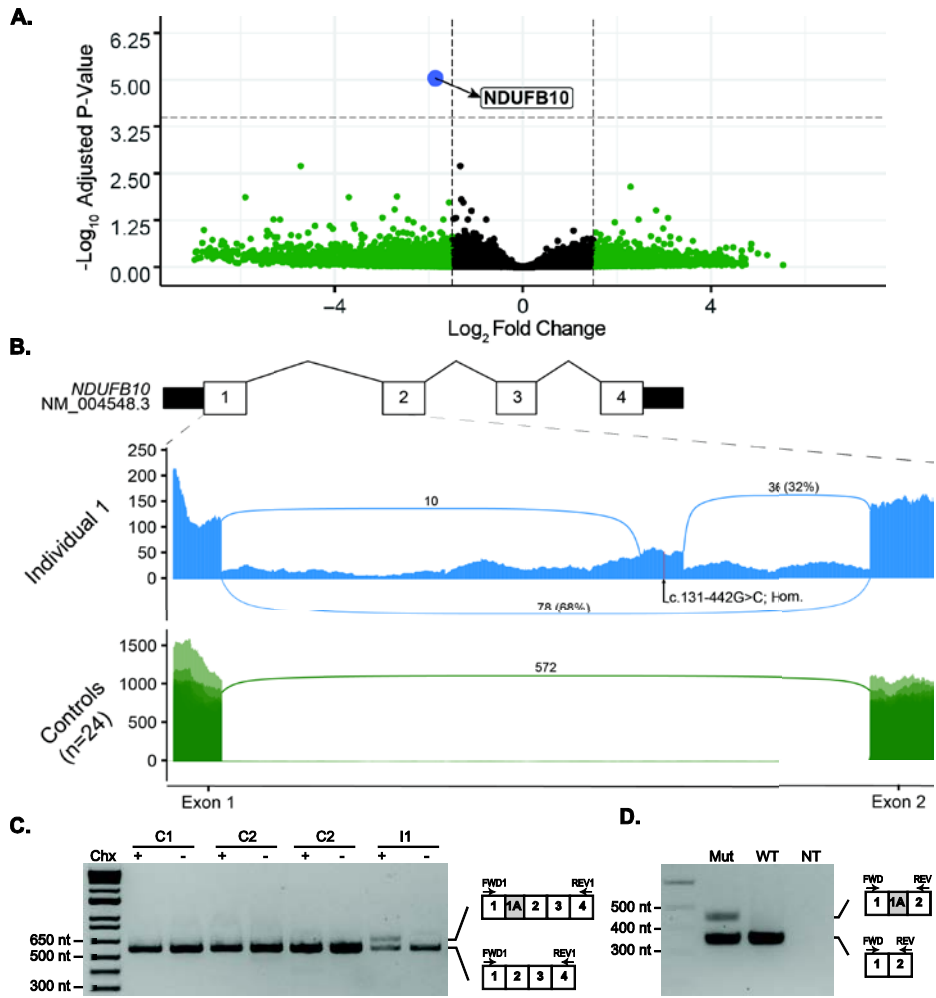 A.
-Log10 Adjusted P-Value
6.25
5.00
3.25
2.50
1.25
0.00
NDUFB10
−4 0 4
Log2 Fold Change
B.
NDUFB10
NM_004548.3
1 2 3 4
Individual 1
250
200
150
100
50
0
10
36 (32%)
c.131-442G>C; Hom.
78 (68%)
Controls
(n=24)
1500
1000
500
0
572
Exon 1 Exon 2
C.
C1 C2 C2 I1
Chx + - + - + - + -
650 nt
500 nt
300 nt
FWD1 REV1
1 1A 2 3 4
FWD1 REV1
1 2 3 4
D.
Mut WT NT
500 nt
400 nt
300 nt
FWD REV
1 1A 2
FWD REV
1 2